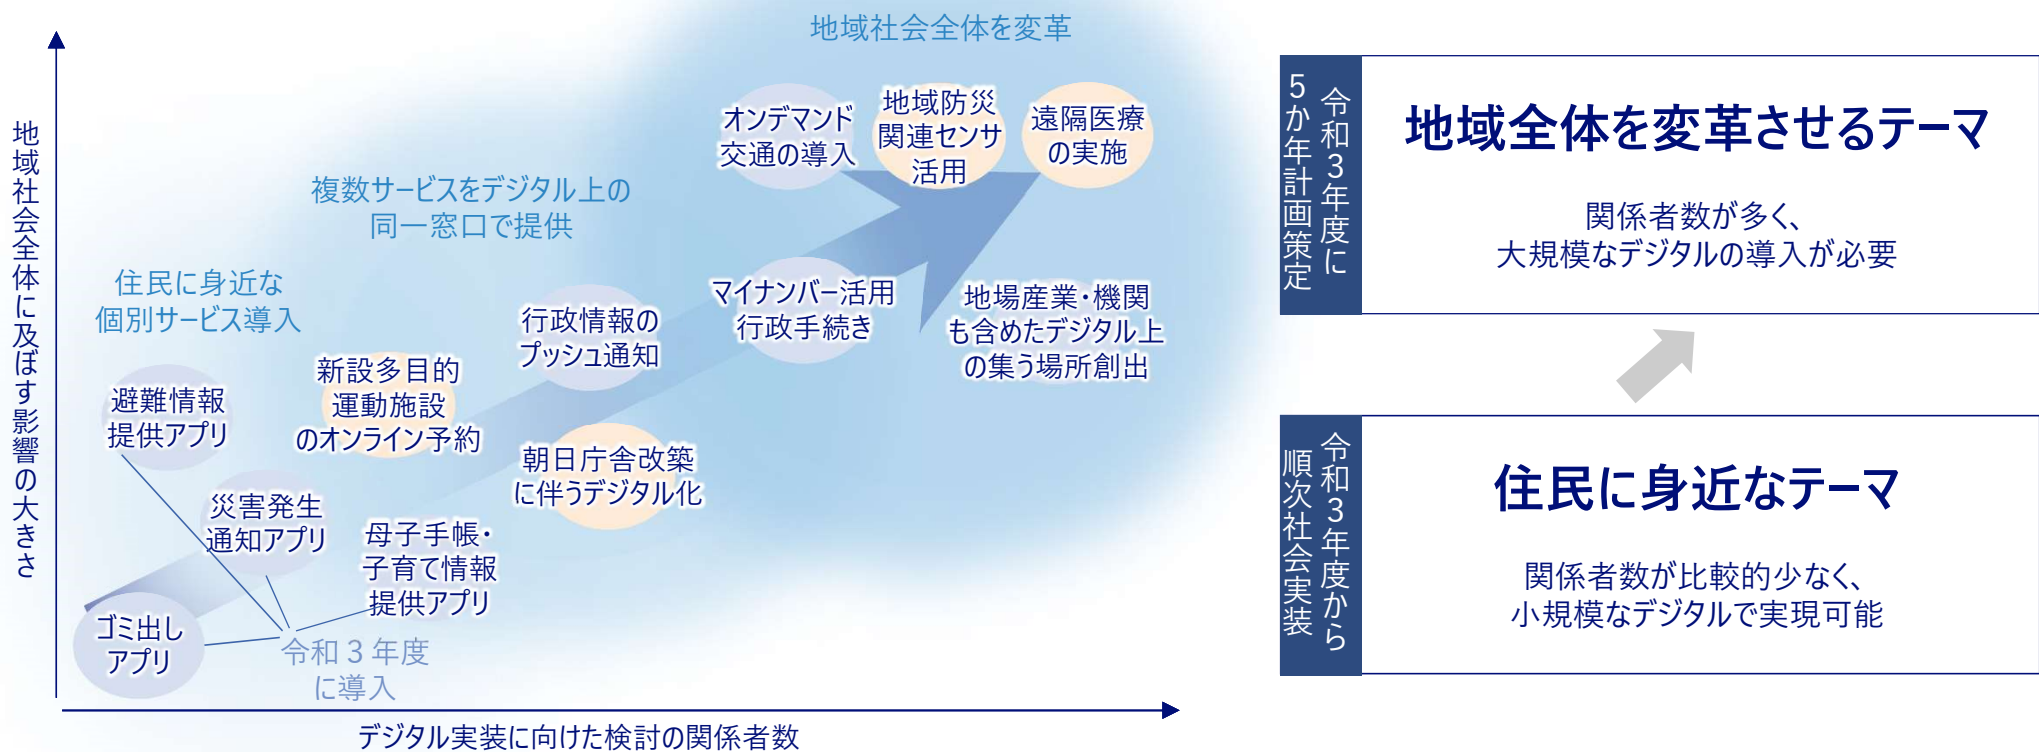 地域社会全体に及ぼす影響の大きさ
地域社会全体を変革
オンデマンド
交通の導入
地域防災
関連センサ
活用
遠隔医療
の実施
複数サービスをデジタル上の
同一窓口で提供
住民に身近な
個別サービス導入
行政情報の
プッシュ通知
マイナンバー活用
行政手続き
地場産業・機関
も含めたデジタル上
の集う場所創出
避難情報
提供アプリ
新設多目的
運動施設
のオンライン予約
朝日庁舎改築
に伴うデジタル化
災害発生
通知アプリ
母子手帳・
子育て情報
提供アプリ
ゴミ出し
アプリ
令和3年度
に導入
デジタル実装に向けた検討の関係者数
令和3年度に
5か年計画策定
地域全体を変革させるテーマ
関係者数が多く、
大規模なデジタルの導入が必要
令和3年度から
順次社会実装
住民に身近なテーマ
関係者数が比較的少なく、
小規模なデジタルで実現可能